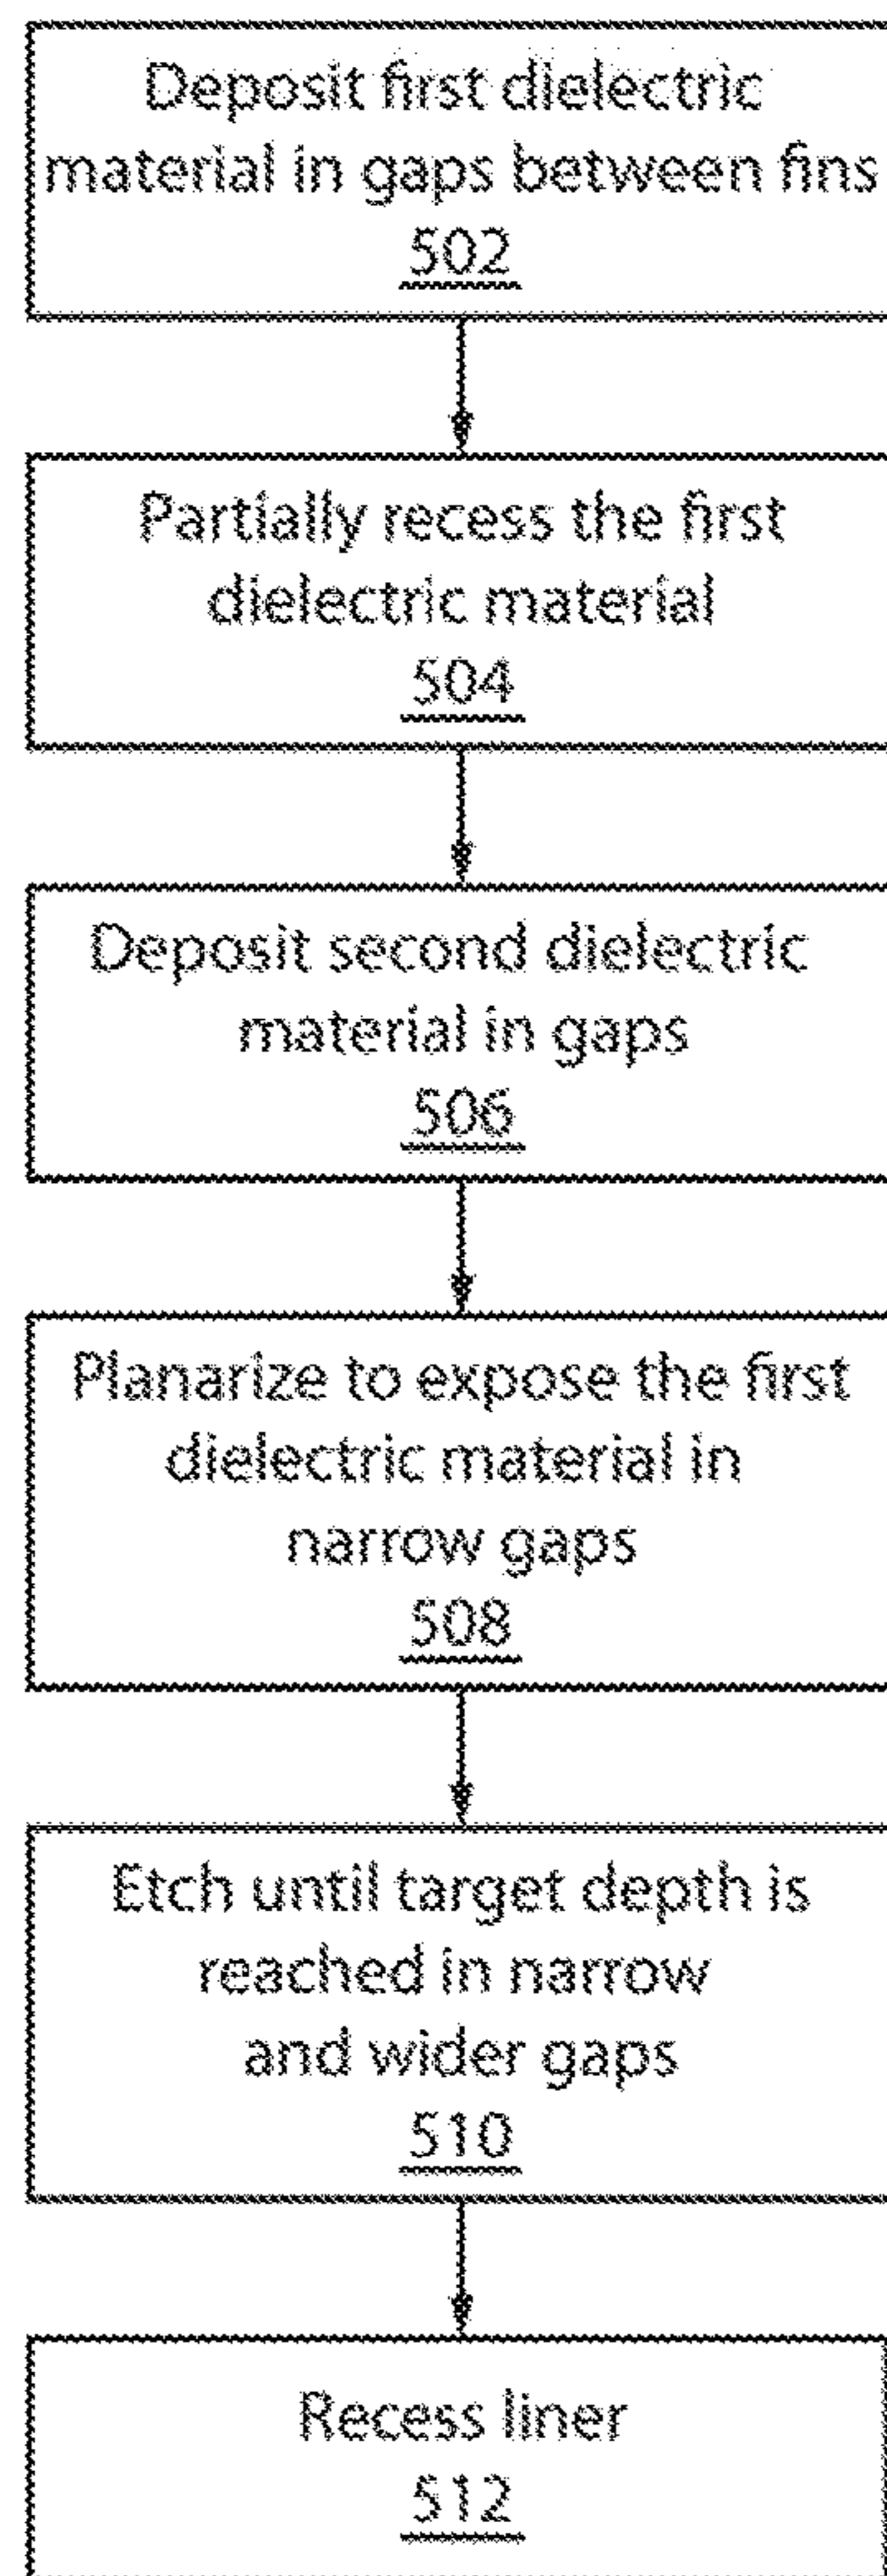 Deposit first dielectric
material in gaps between fins
502
Partially recess the first
dielectric material
504
Deposit second dielectric
material in gaps
506
Planarize to expose the first
dielectric material in
narrow gaps
508
Etch until target depth is
reached in narrow
and wider gaps
510
Recess liner
512